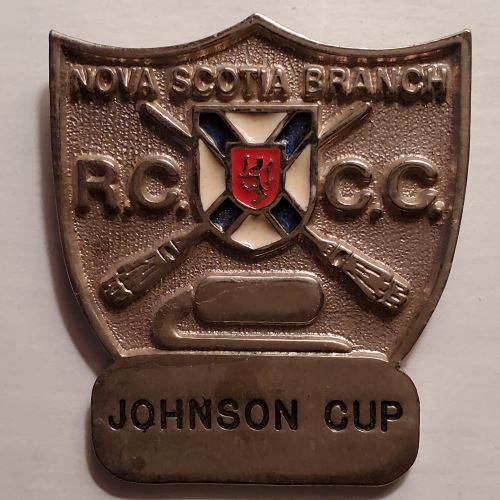 NOVA SCOTIA BRANCH
R.C. C.C.
JOHNSON CUP